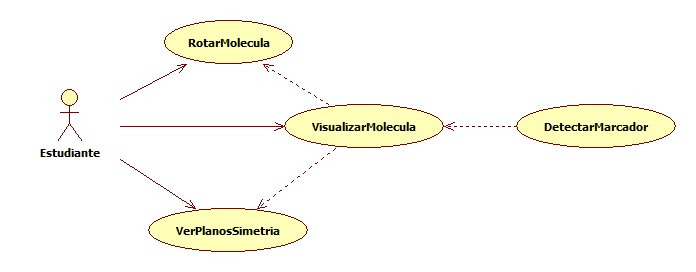 RotarMolecula
Estudiante
VisualizarMolecula
DetectarMarcador
VerPlanosSimetria